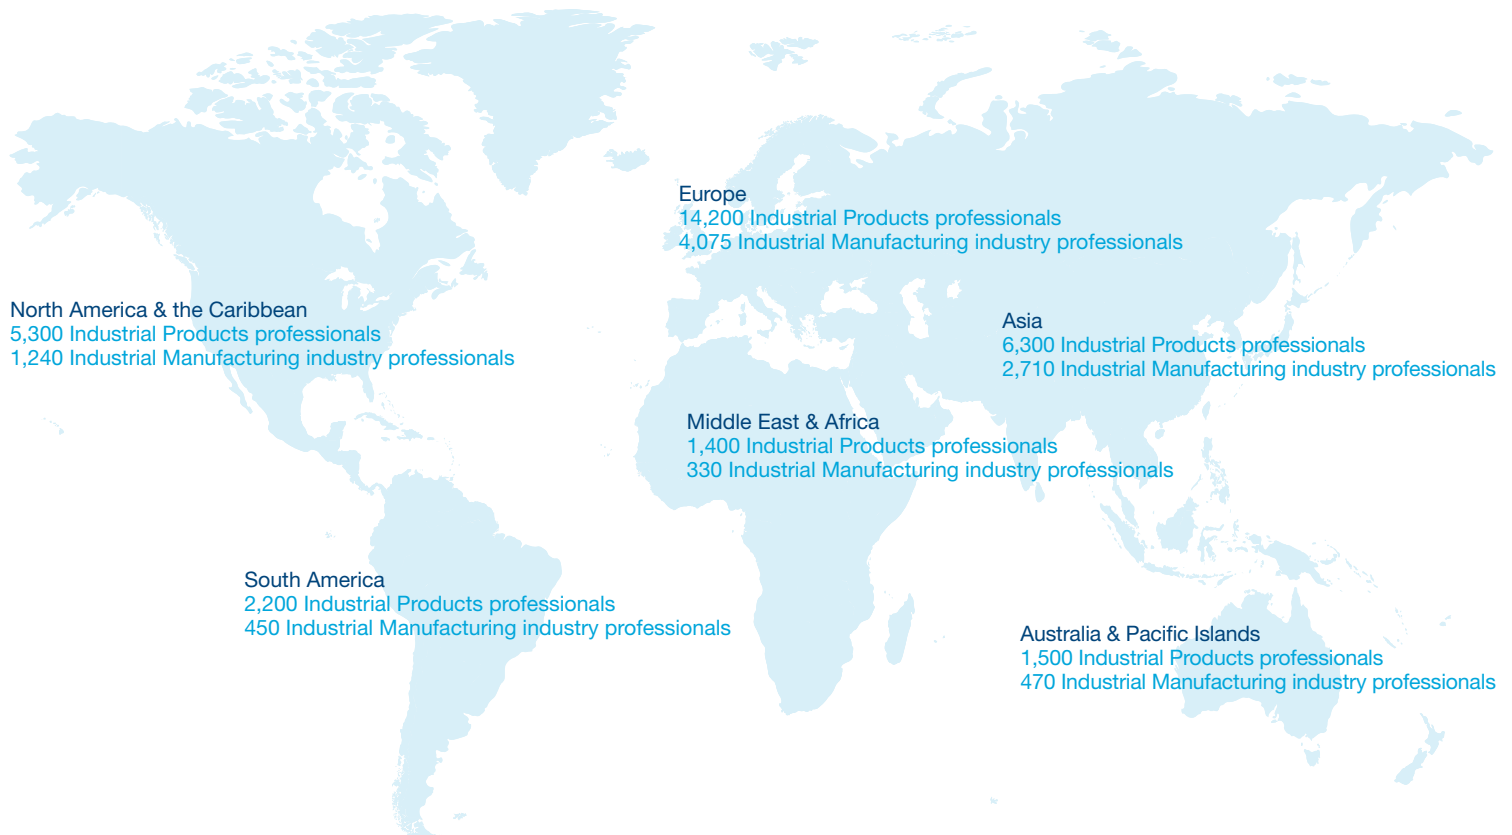 Europe
14,200 Industrial Products professionals
4,075 Industrial Manufacturing industry professionals
North America & the Caribbean
5,300 Industrial Products professionals
1,240 Industrial Manufacturing industry professionals
Asia
6,300 Industrial Products professionals
2,710 Industrial Manufacturing industry professionals
Middle East & Africa
1,400 Industrial Products professionals
330 Industrial Manufacturing industry professionals
South America
2,200 Industrial Products professionals
450 Industrial Manufacturing industry professionals
Australia & Pacific Islands
1,500 Industrial Products professionals
470 Industrial Manufacturing industry professionals